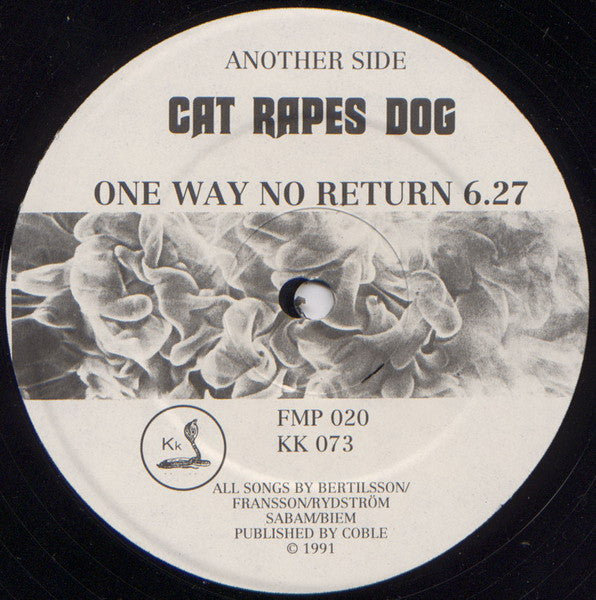 ANOTHER SIDE
CAT RAPES DOG
ONE WAY NO RETURN 6.27
FMP 020
KK 073
Kk
ALL SONGS BY BERTILSSON/
FRANSSON/RYDSTRÖM
SABAM/BIEM
PUBLISHED BY COBLE
© 1991